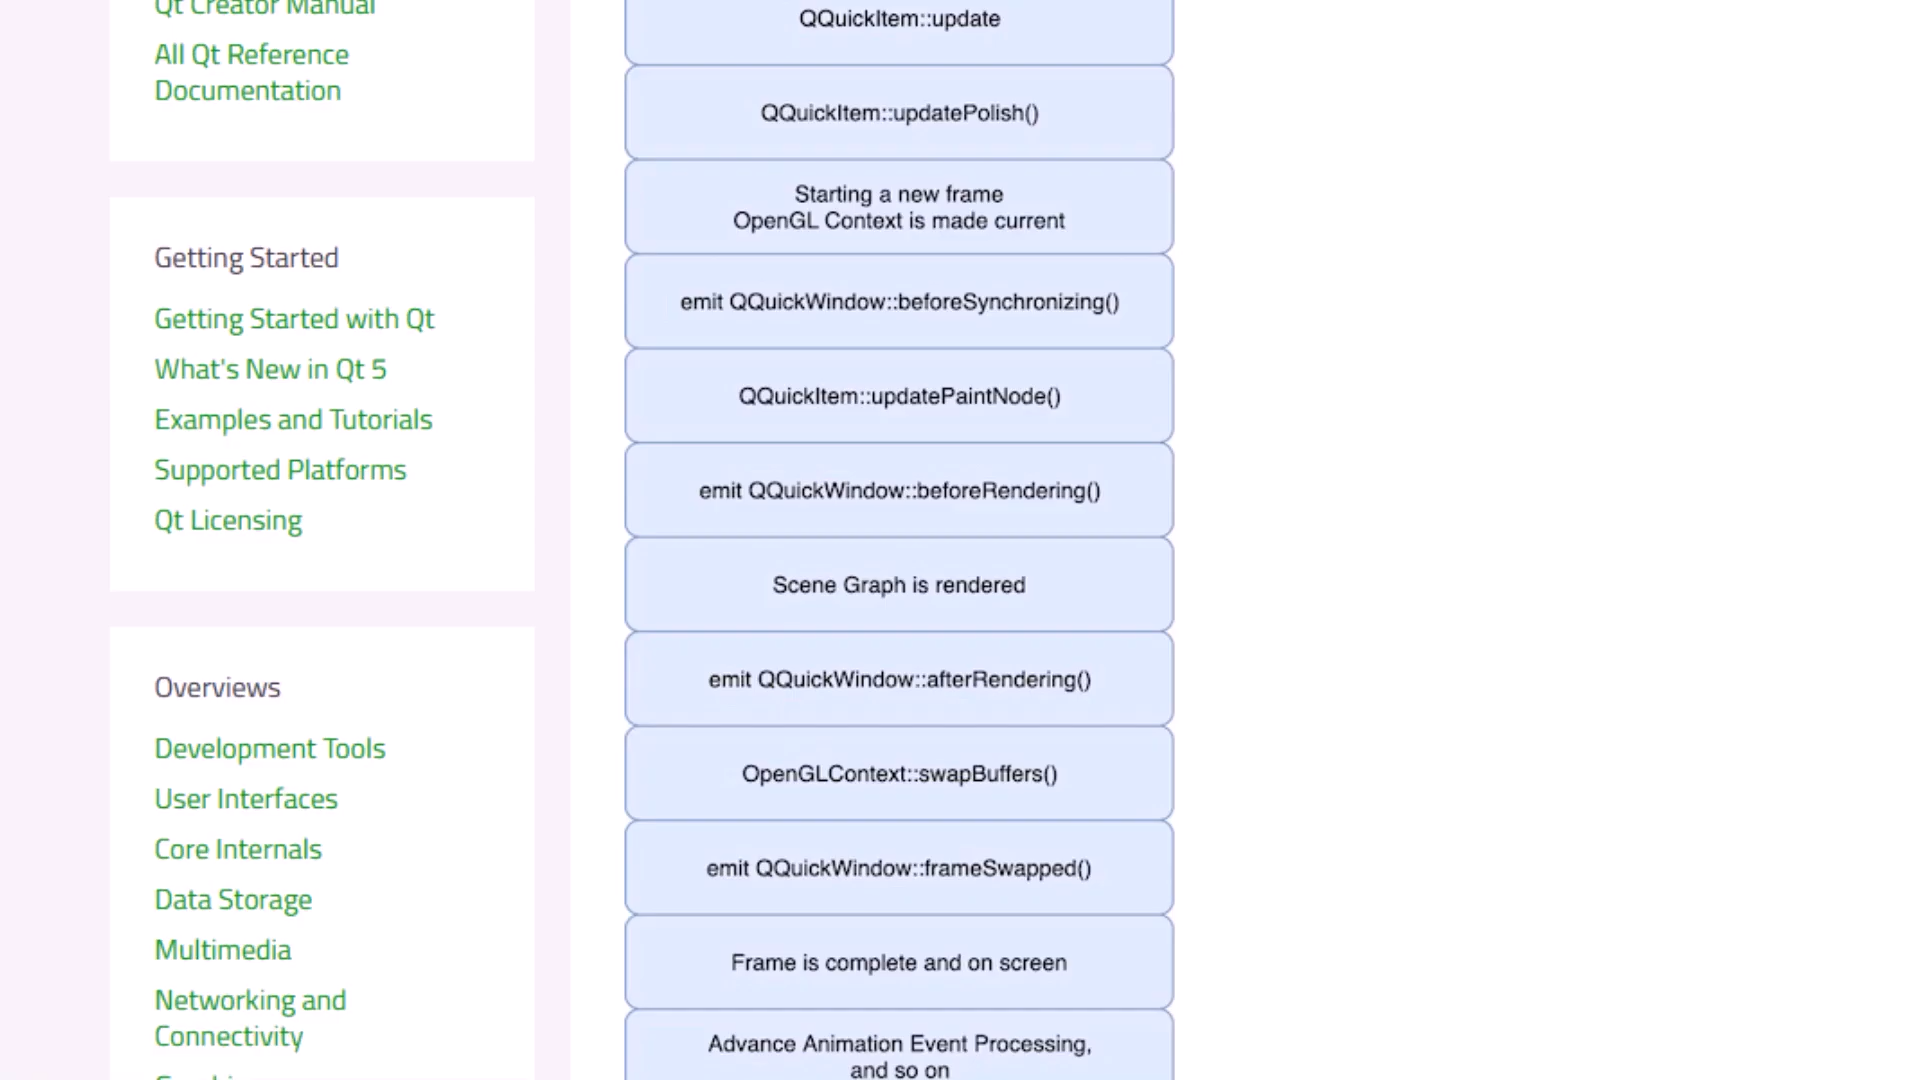 Qt Creator Manual
All Qt Reference
Documentation
Getting Started
Getting Started with Qt
What's New in Qt 5
Examples and Tutorials
Supported Platforms
Qt Licensing
Overviews
Development Tools
User Interfaces
Core Internals
Data Storage
Multimedia
Networking and
Connectivity
QQuickItem::update
QQuickItem::updatePolish()
Starting a new frame
OpenGL Context is made current
emit QQuickWindow::beforeSynchronizing()
QQuickItem::updatePaintNode()
emit QQuickWindow::beforeRendering()
Scene Graph is rendered
emit QQuickWindow::afterRendering()
OpenGLContext::swapBuffers()
emit QQuickWindow::frameSwapped()
Frame is complete and on screen
Advance Animation Event Processing,
and so on